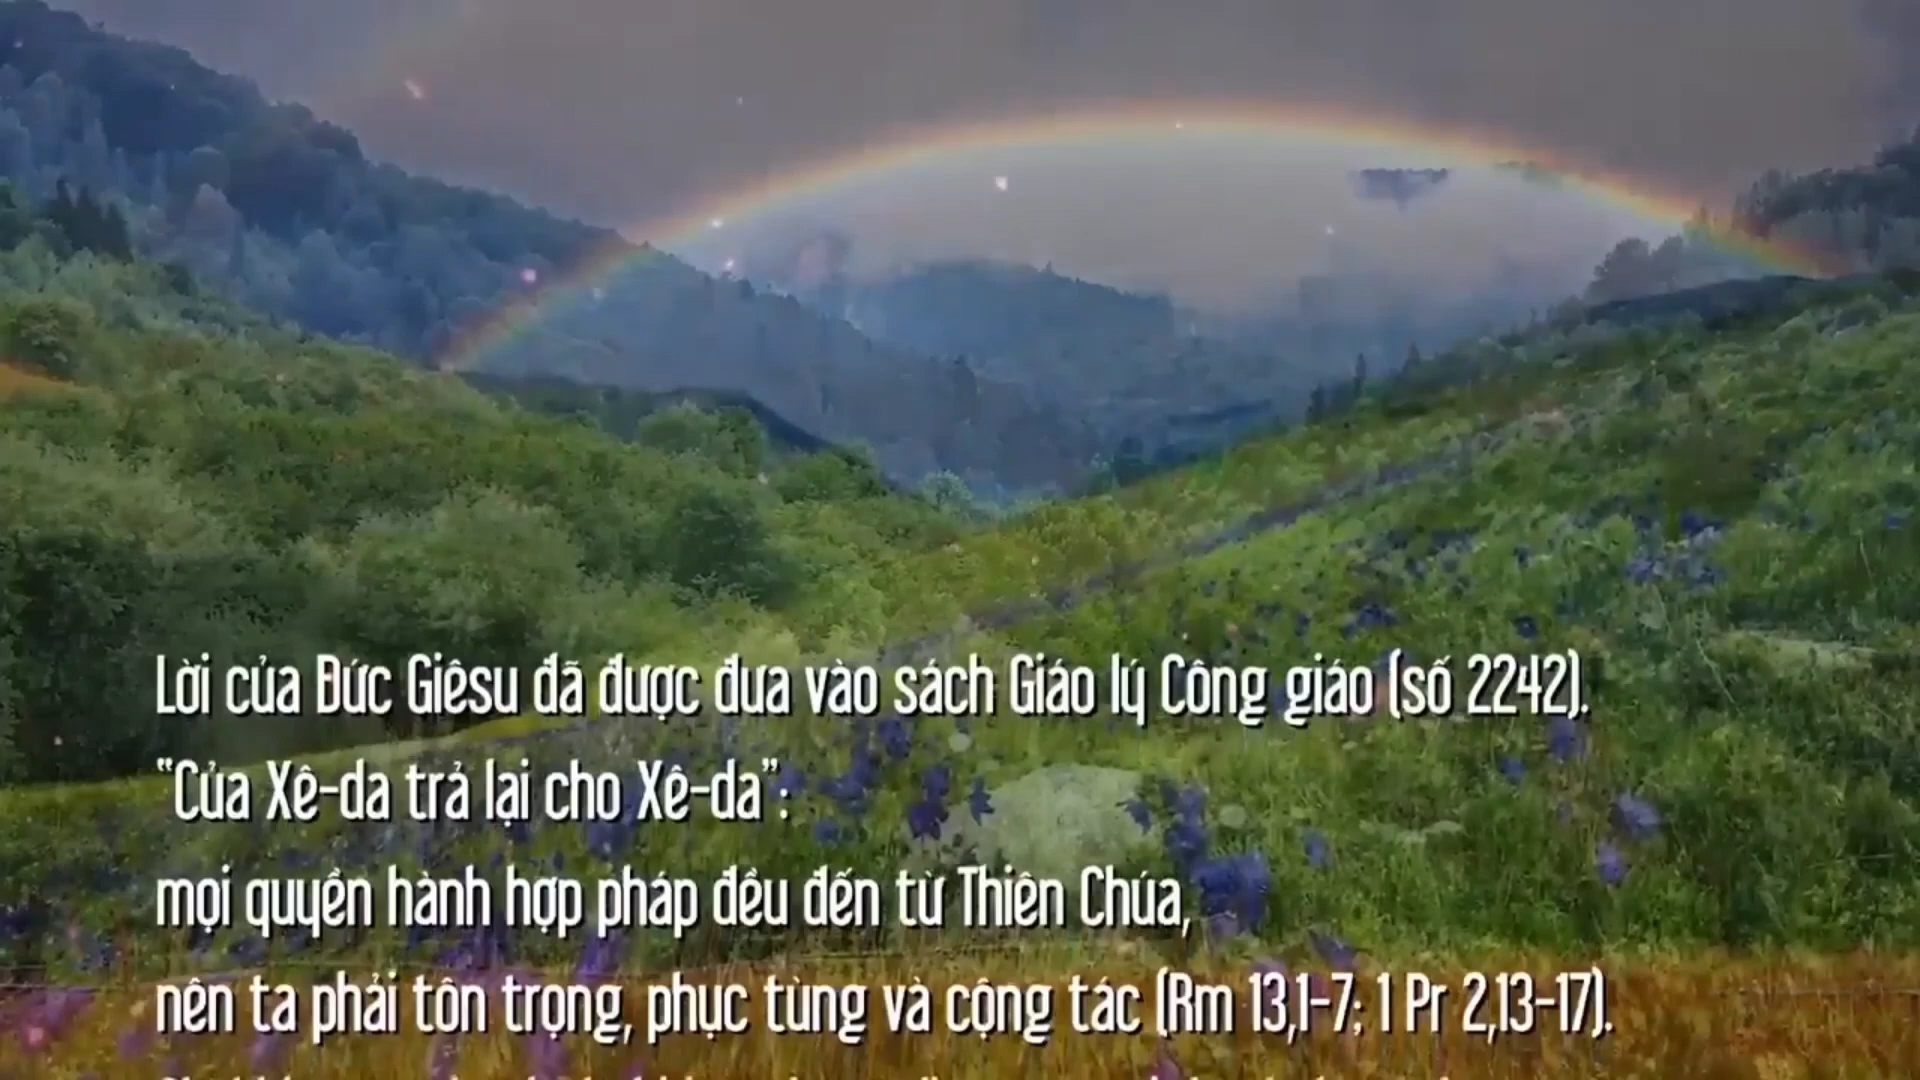 Lời của Đức Giêsu đã được đưa vào sách Giáo lý Công giáo (số 2242).
“Của Xê-da trả lại cho Xê-da”:
mọi quyền hành hợp pháp đều đến từ Thiên Chúa,
nên ta phải tôn trọng, phục tùng và cộng tác (Rm 13,1-7; 1 Pr 2,13-17).